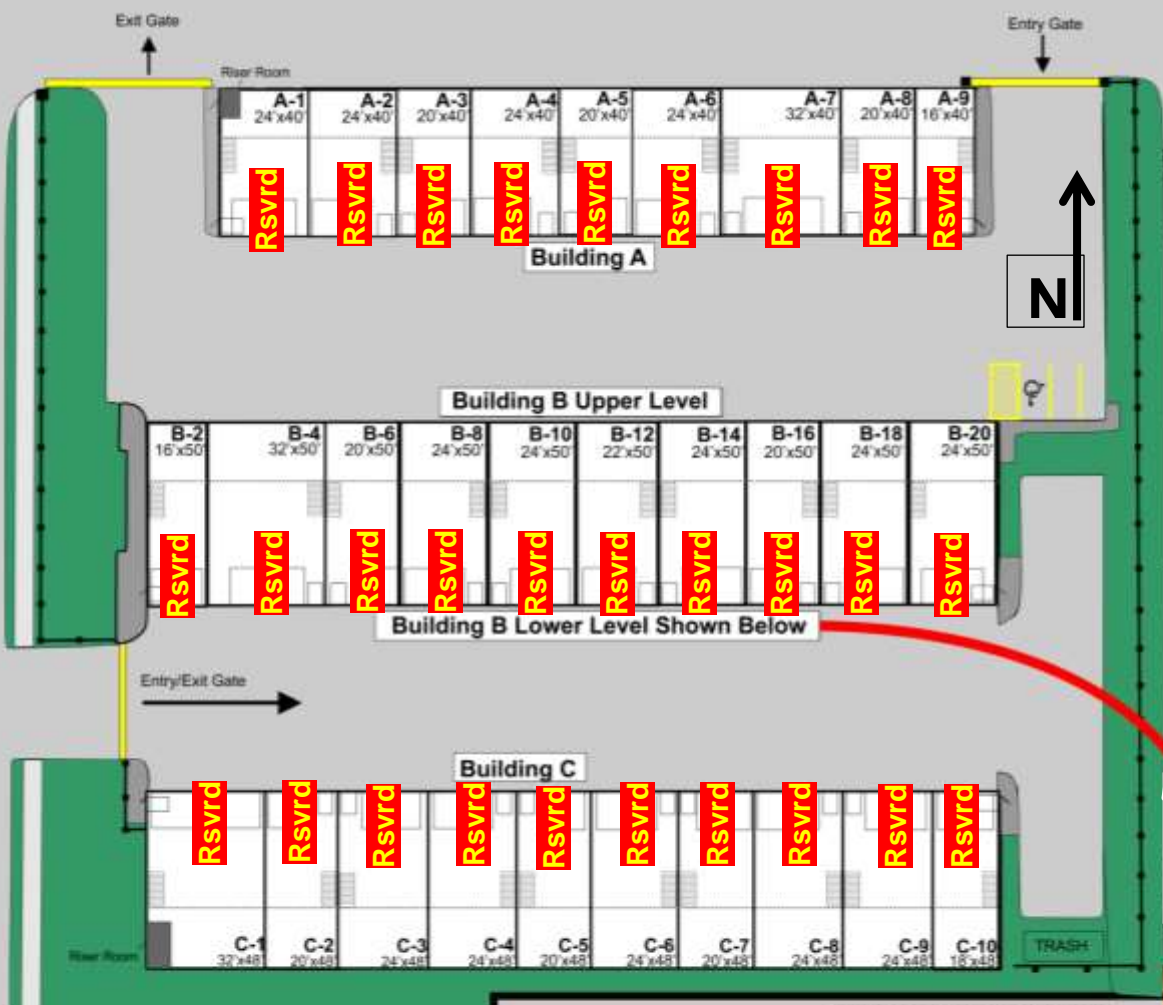 Exit Gate
Entry Gate
Riser Room
A-1
24'x40'
A-2
24'x40'
A-3
20'x40'
A-4
24'x40'
A-5
20'x40'
A-6
24'x40'
A-7
32'x40'
A-8
20'x40'
A-9
16'x40'
Rsvrd
Rsvrd
Rsvrd
Rsvrd
Rsvrd
Rsvrd
Rsvrd
Rsvrd
Rsvrd
Building A
N
Building B Upper Level
B-2
16'x50'
B-4
32'x50'
B-6
20'x50'
B-8
24'x50'
B-10
24'x50'
B-12
22'x50'
B-14
24'x50'
B-16
20'x50'
B-18
24'x50'
B-20
24'x50'
Rsvrd
Rsvrd
Rsvrd
Rsvrd
Rsvrd
Rsvrd
Rsvrd
Rsvrd
Rsvrd
Rsvrd
Building B Lower Level Shown Below
Entry/Exit Gate
Building C
Rsvrd
Rsvrd
Rsvrd
Rsvrd
Rsvrd
Rsvrd
Rsvrd
Rsvrd
Rsvrd
Rsvrd
C-1
32'x48'
C-2
20'x48'
C-3
24'x48'
C-4
24'x48'
C-5
20'x48'
C-6
24'x48'
C-7
20'x48'
C-8
24'x48'
C-9
24'x48'
C-10
18'x48'
Riser Room
TRASH